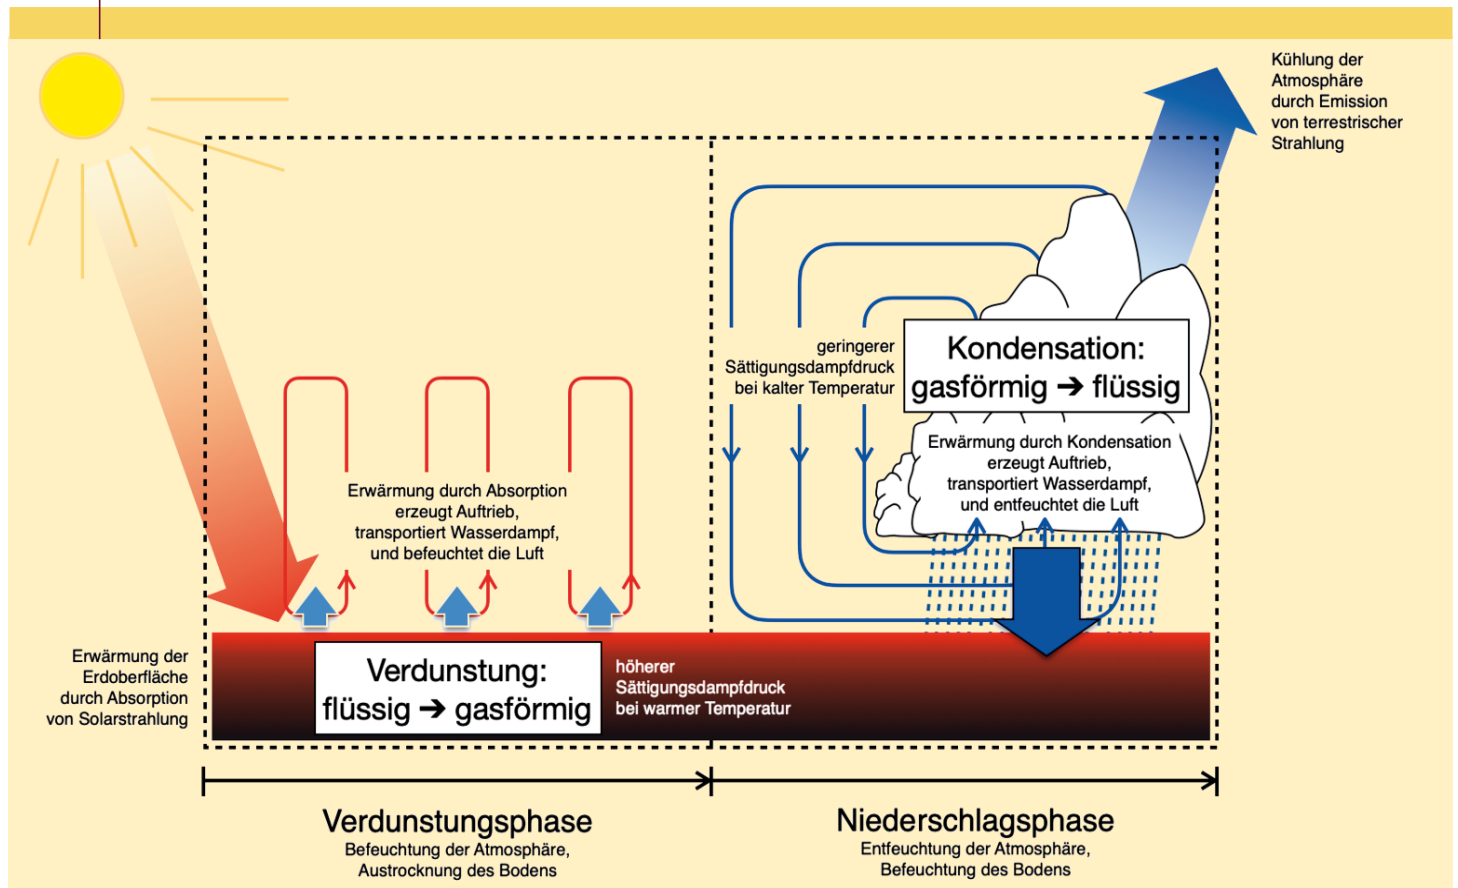 Kühlung der
Atmosphäre
durch Emission
von terrestrischer
Strahlung
geringerer
Sättigungsdampfdruck
bei kalter Temperatur
Kondensation:
gasförmig ➔ flüssig
Erwärmung durch Kondensation
erzeugt Auftrieb,
transportiert Wasserdampf,
und entfeuchtet die Luft
Erwärmung durch Absorption
erzeugt Auftrieb,
transportiert Wasserdampf,
und befeuchtet die Luft
Erwärmung der
Erdoberfläche
durch Absorption
von Solarstrahlung
Verdunstung:
flüssig ➔ gasförmig
höherer
Sättigungsdampfdruck
bei warmer Temperatur
Verdunstungsphase
Befeuchtung der Atmosphäre,
Austrocknung des Bodens
Niederschlagsphase
Entfeuchtung der Atmosphäre,
Befeuchtung des Bodens